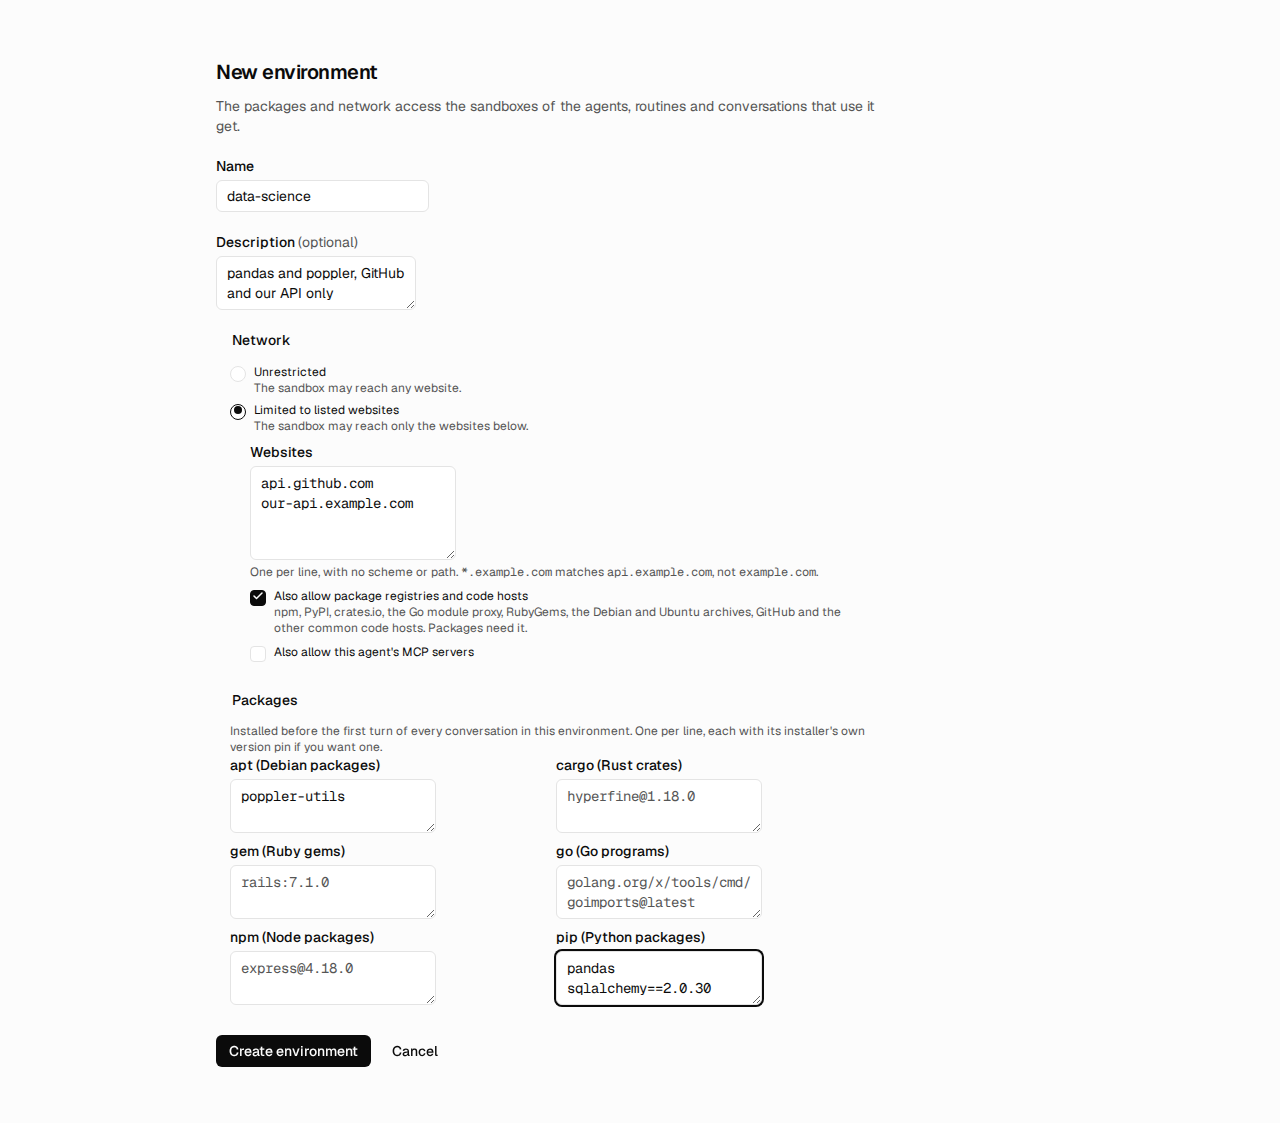 New environment
The packages and network access the sandboxes of the agents, routines and conversations that use it
get.
Name
data-science
Description (optional)
pandas and poppler, GitHub
and our API only
Network
Unrestricted
The sandbox may reach any website.
Limited to listed websites
The sandbox may reach only the websites below.
Websites
api.github.com
our-api.example.com
One per line, with no scheme or path. *.example.com matches api.example.com, not example.com.
Also allow package registries and code hosts
npm, PyPI, crates.io, the Go module proxy, RubyGems, the Debian and Ubuntu archives, GitHub and the
other common code hosts. Packages need it.
Also allow this agent's MCP servers
Packages
Installed before the first turn of every conversation in this environment. One per line, each with its installer's own
version pin if you want one.
apt (Debian packages)
poppler-utils
cargo (Rust crates)
hyperfine@1.18.0
gem (Ruby gems)
rails:7.1.0
go (Go programs)
golang.org/x/tools/cmd/
goimports@latest
npm (Node packages)
express@4.18.0
pip (Python packages)
pandas
sqlalchemy==2.0.30
Create environment
Cancel